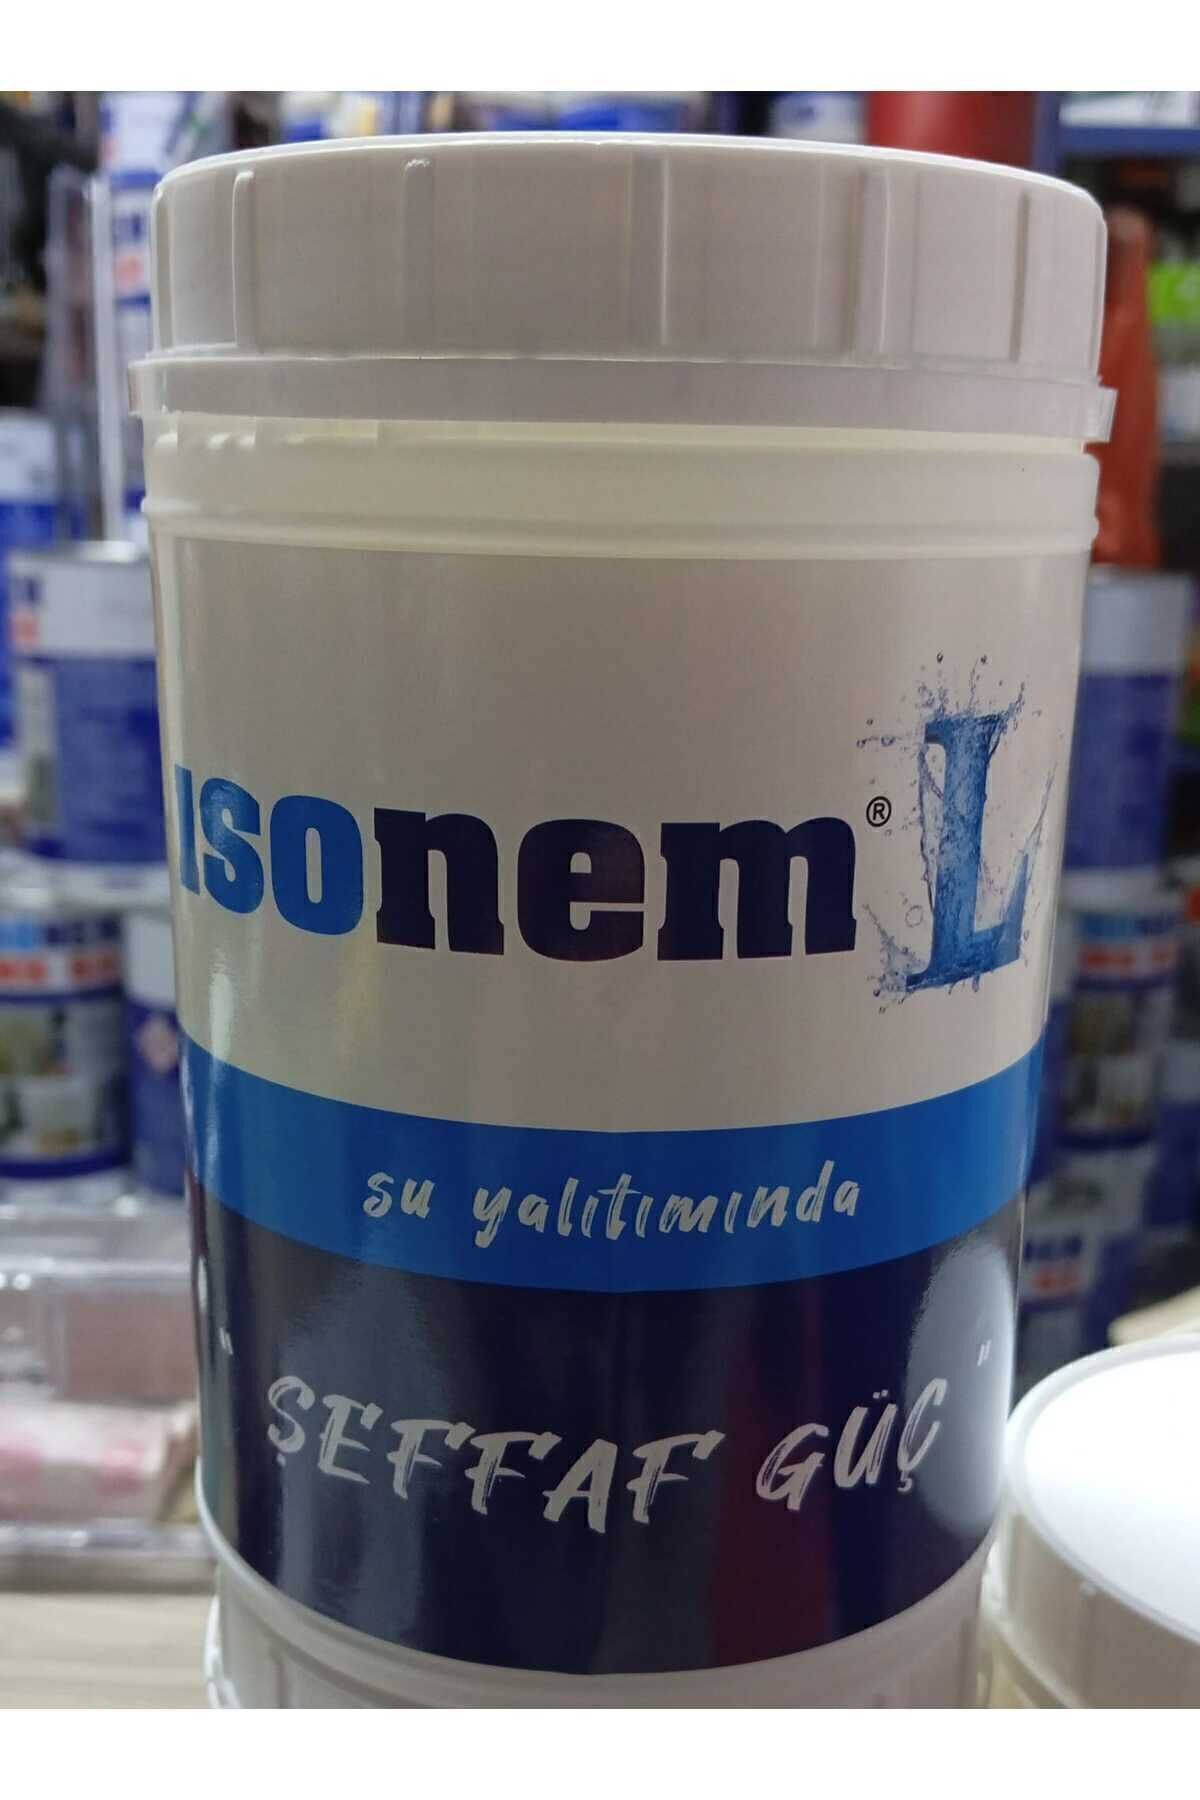 ISOnem® L
su yalıtımında
" ŞEFFAF GÜÇ "